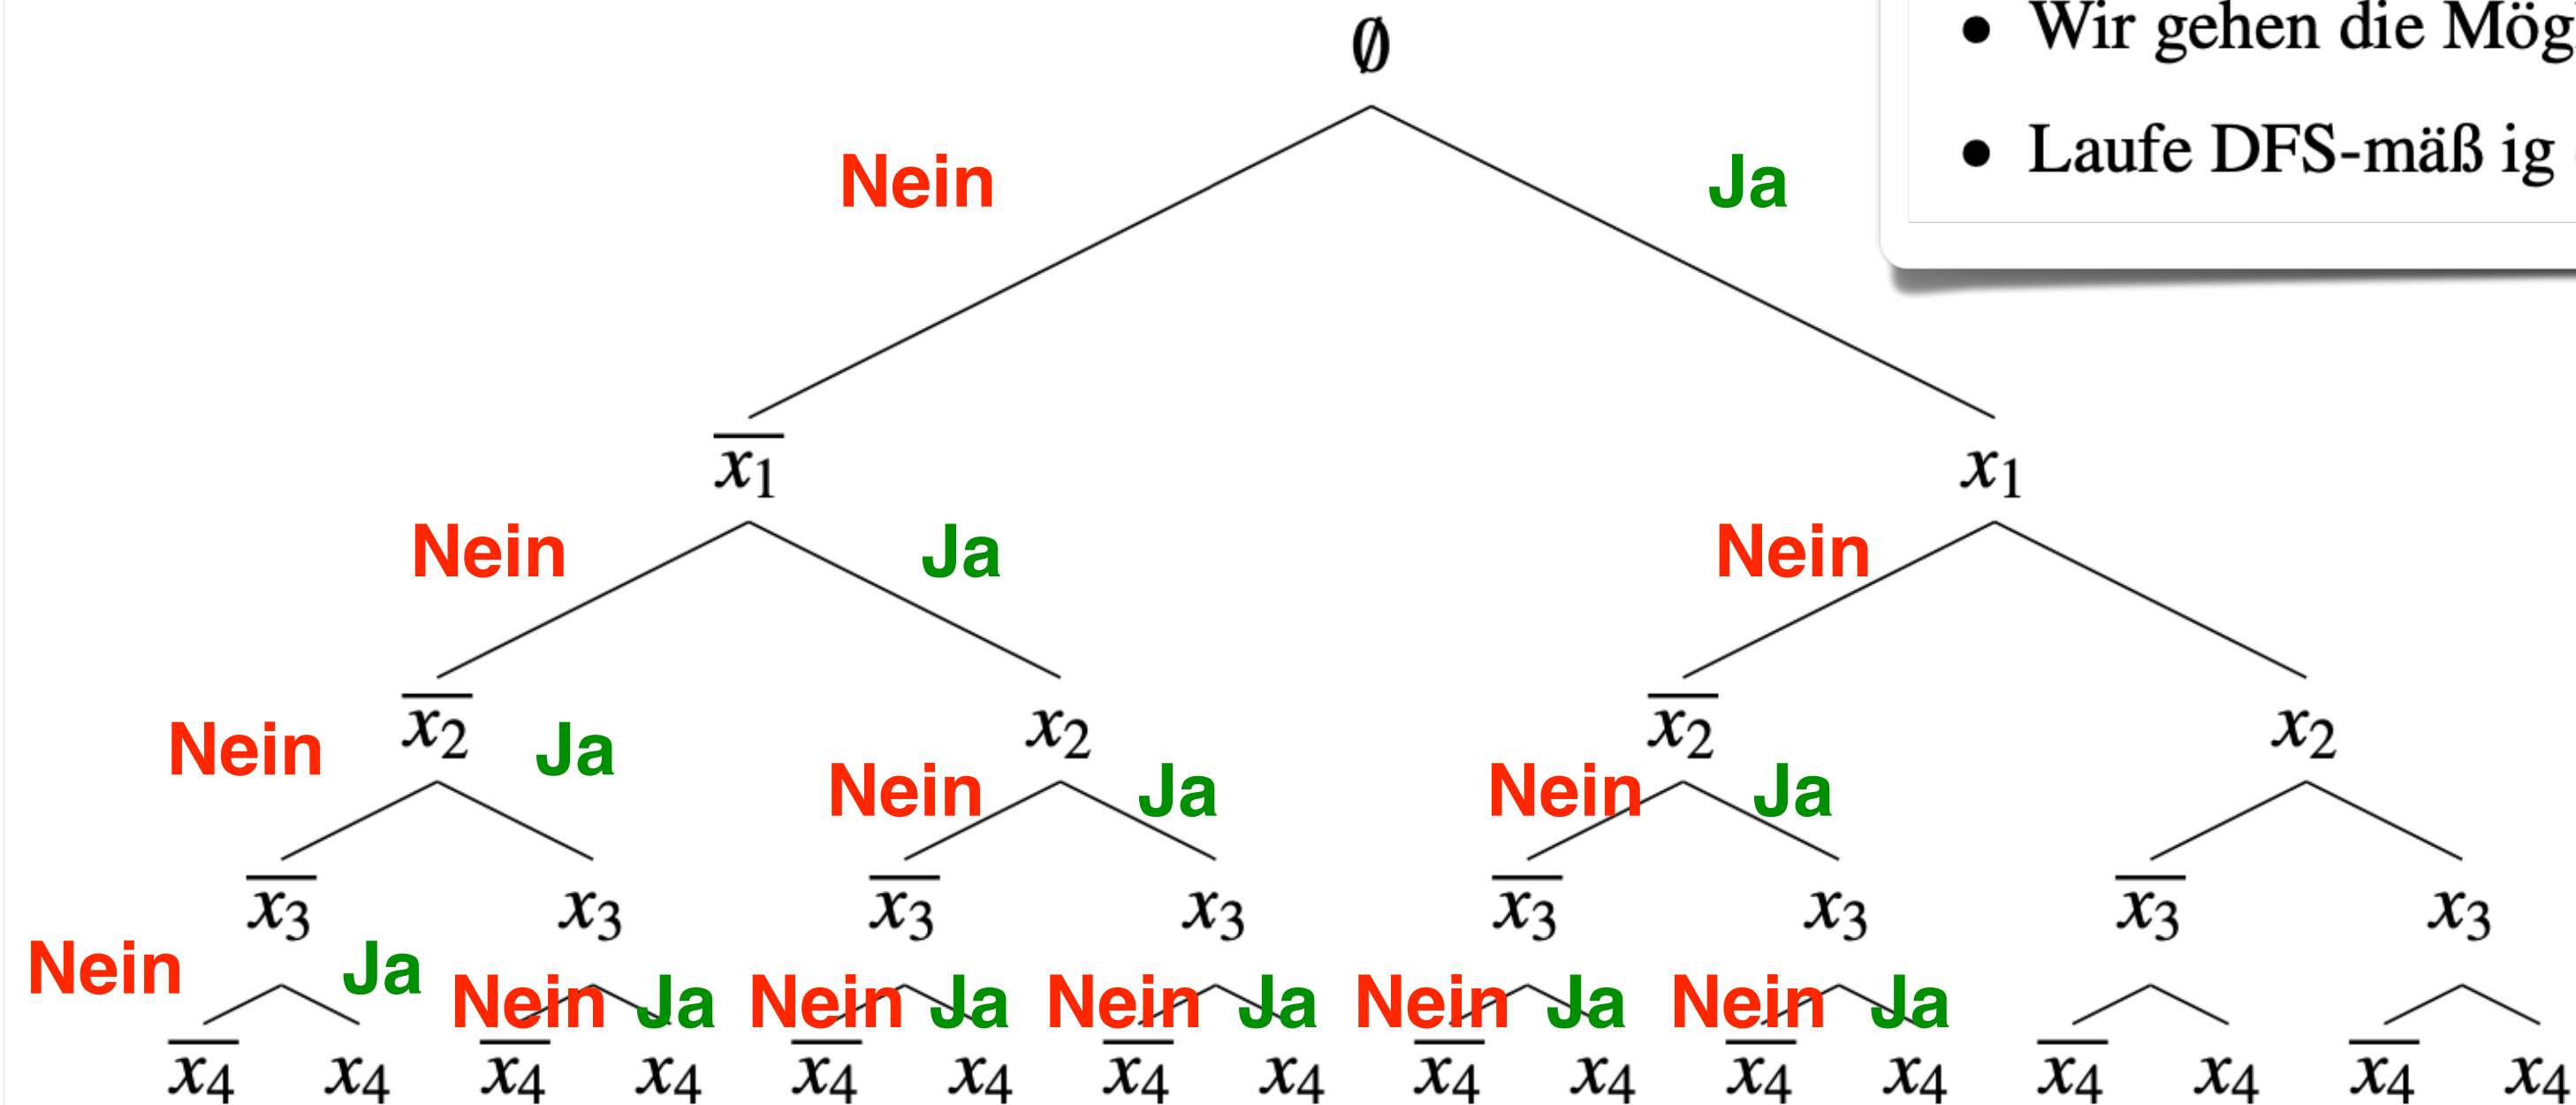 ∅
• Wir gehen die Mög
• Laufe DFS-mäß ig
Nein Ja
x̅₁ x₁
Nein Ja Nein
x̅₂ x₂ x̅₂ x₂
Nein Ja Nein Ja Nein Ja
x̅₃ x₃ x̅₃ x₃ x̅₃ x₃ x̅₃ x₃
Nein Ja Nein Ja Nein Ja Nein Ja Nein Ja Nein Ja
x̅₄ x₄ x̅₄ x₄ x̅₄ x₄ x̅₄ x₄ x̅₄ x₄ x̅₄ x₄ x̅₄ x₄ x̅₄ x₄